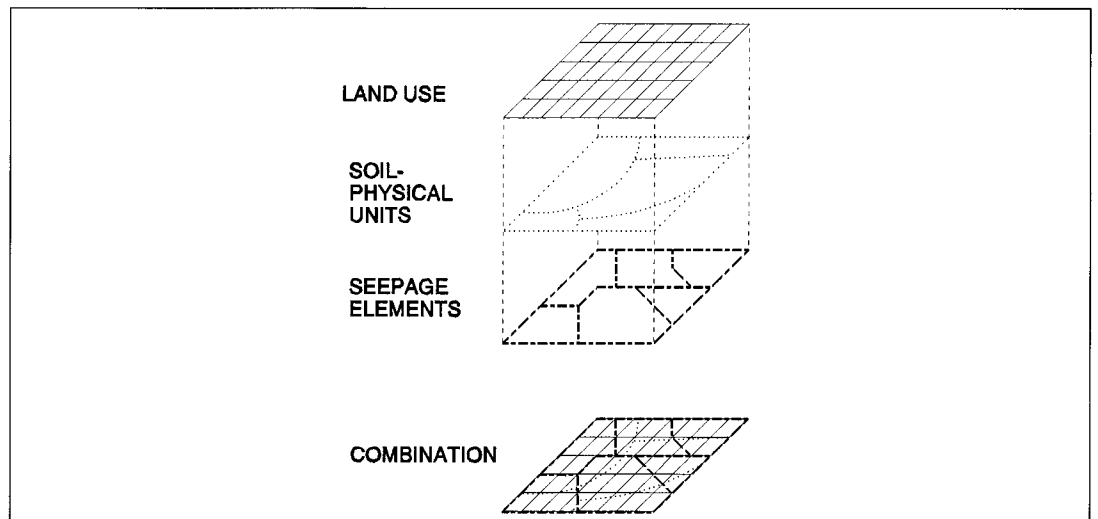 LAND USE
SOIL-
PHYSICAL
UNITS
SEEPAGE
ELEMENTS
COMBINATION